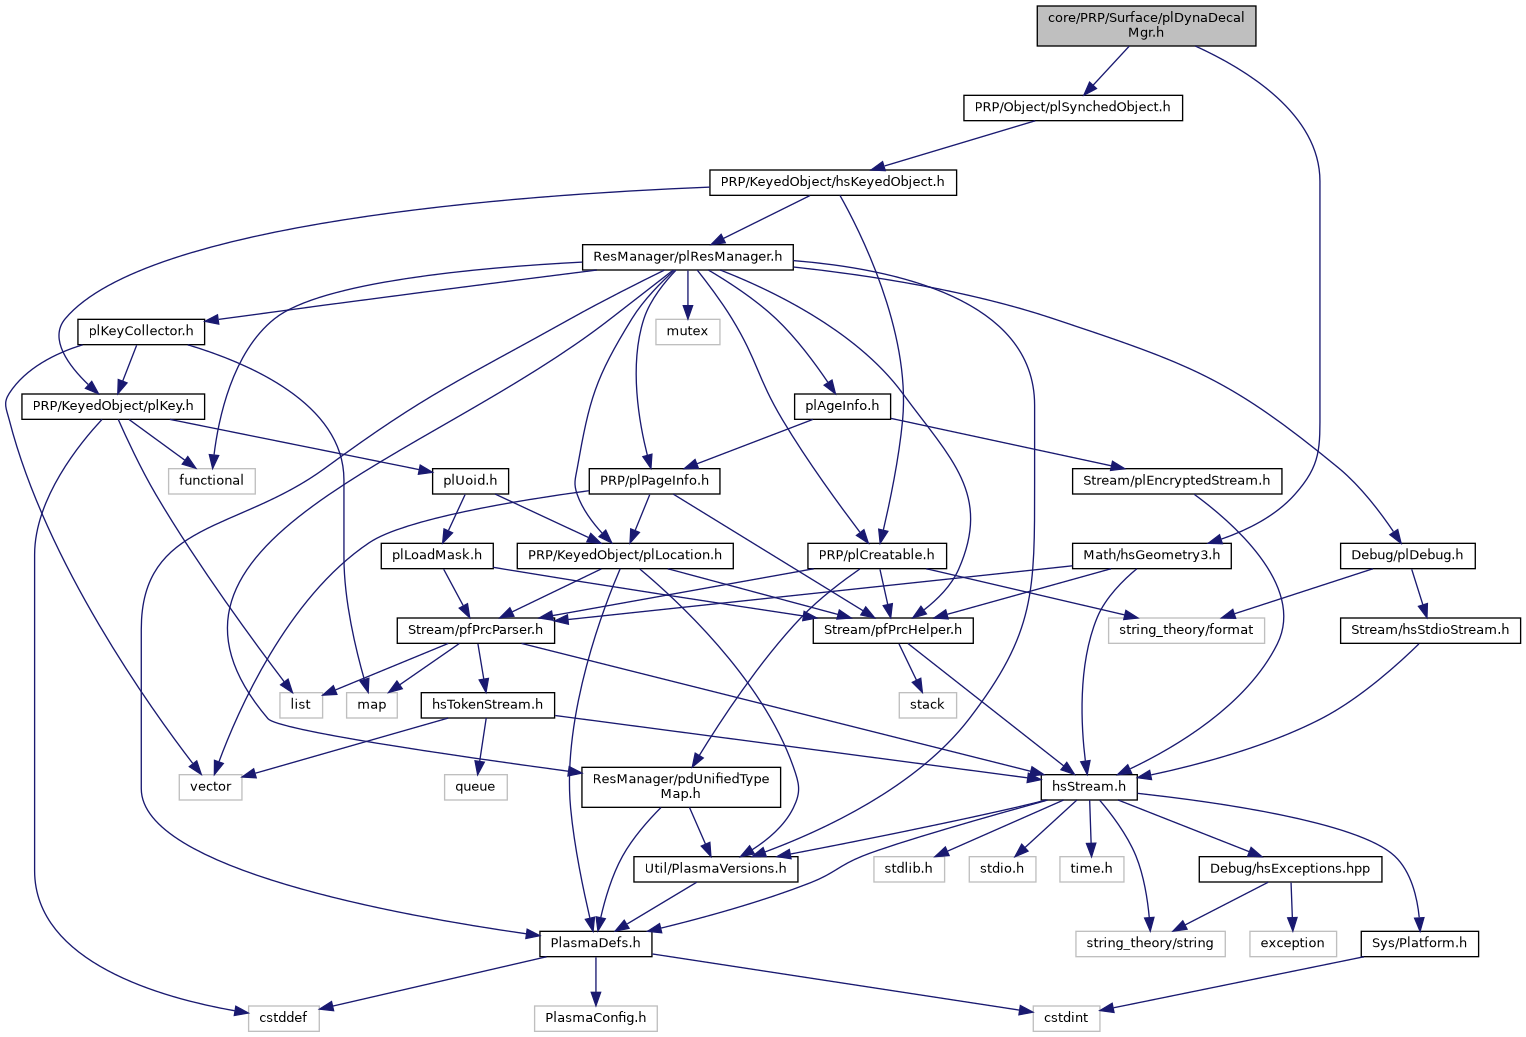 core/PRP/Surface/plDynaDecal
Mgr.h
PRP/Object/plSynchedObject.h
PRP/KeyedObject/hsKeyedObject.h
ResManager/plResManager.h
plKeyCollector.h
mutex
PRP/KeyedObject/plKey.h
plAgeInfo.h
functional
plUoid.h
PRP/plPageInfo.h
Stream/plEncryptedStream.h
plLoadMask.h
PRP/KeyedObject/plLocation.h
PRP/plCreatable.h
Math/hsGeometry3.h
Debug/plDebug.h
Stream/pfPrcParser.h
Stream/pfPrcHelper.h
string_theory/format
Stream/hsStdioStream.h
list
map
hsTokenStream.h
stack
vector
queue
ResManager/pdUnifiedType
Map.h
hsStream.h
Util/PlasmaVersions.h
stdlib.h
stdio.h
time.h
Debug/hsExceptions.hpp
PlasmaDefs.h
string_theory/string
exception
Sys/Platform.h
cstddef
PlasmaConfig.h
cstdint